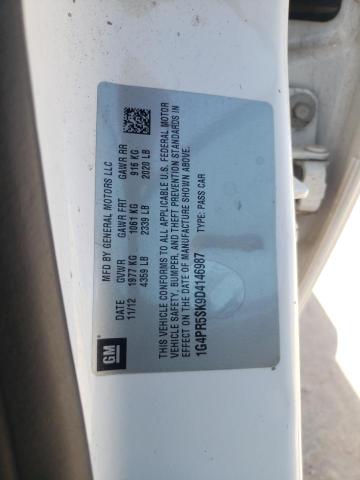 GM
MFD BY GENERAL MOTORS LLC
DATE GVWR GAWR FRT GAWR RR
11/12 1977 KG 1061 KG 916 KG
4359 LB 2339 LB 2020 LB
THIS VEHICLE CONFORMS TO ALL APPLICABLE U.S. FEDERAL MOTOR
VEHICLE SAFETY, BUMPER, AND THEFT PREVENTION STANDARDS IN
EFFECT ON THE DATE OF MANUFACTURE SHOWN ABOVE.
1G4PR5SK9D4146987 TYPE: PASS CAR